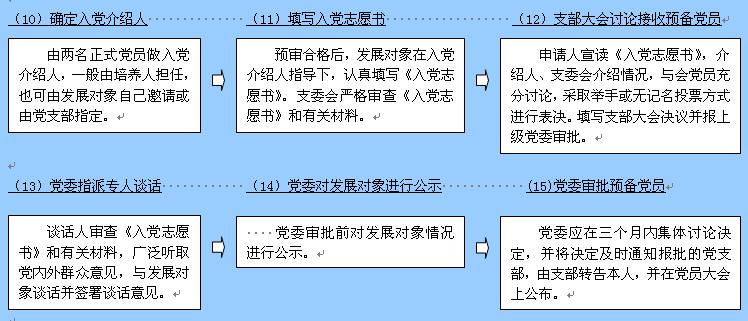 （10）确定入党介绍人
（11）填写入党志愿书
（12）支部大会讨论接收预备党员
由两名正式党员做入党
介绍人，一般由培养人担任，
也可由发展对象自己邀请或
由党支部指定。
预审合格后，发展对象在入党
介绍人指导下，认真填写《入党志
愿书》。支委会严格审查《入党志
愿书》和有关材料。
申请人宣读《入党志愿书》，介
绍人、支委会介绍情况，与会党员充
分讨论，采取举手或无记名投票方式
进行表决。填写支部大会决议并报上
级党委审批。
（13）党委指派专人谈话
（14）党委对发展对象进行公示
(15)党委审批预备党员
谈话人审查《入党志愿
书》和有关材料，广泛听取
党内外群众意见，与发展对
象谈话并签署谈话意见。
党委审批前对发展对象情况
进行公示。
党委应在三个月内集体讨论决
定，并将决定及时通知报批的党支
部，由支部转告本人，并在党员大会
上公布。